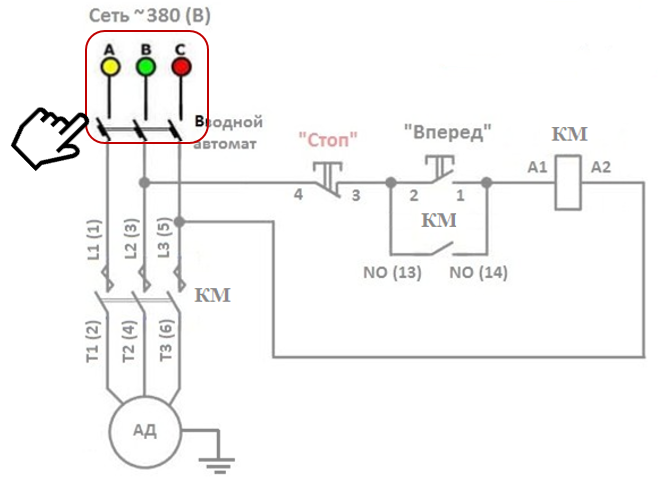 Сеть ~380 (В)
A B C
Вводной
автомат
"Стоп"
"Вперед"
КМ
4 3 2 1 A1 A2
КМ
NO (13) NO (14)
L1 (1) L2 (3) L3 (5)
КМ
T1 (2) T2 (4) T3 (6)
АД